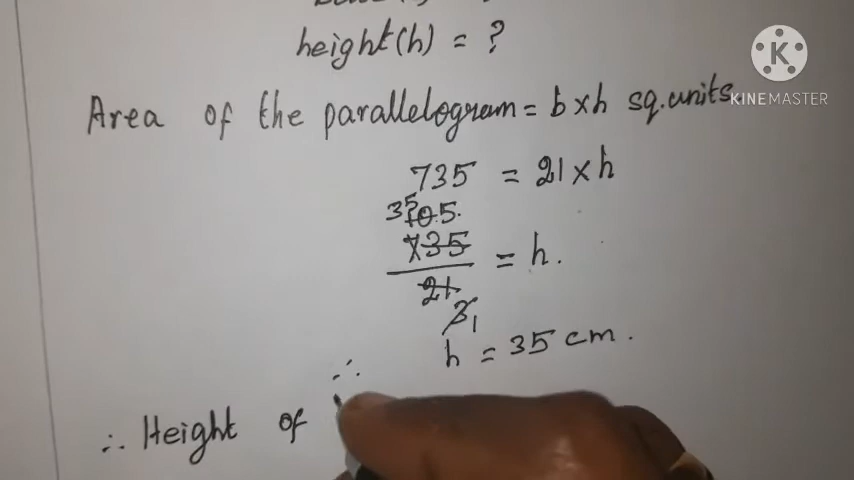 height(h) = ?
Area of the parallelogram = b×h sq.units
KINEMASTER
735 = 21×h
35
105
735 = h.
21
3 1
∴ h = 35 cm.
∴ Height of